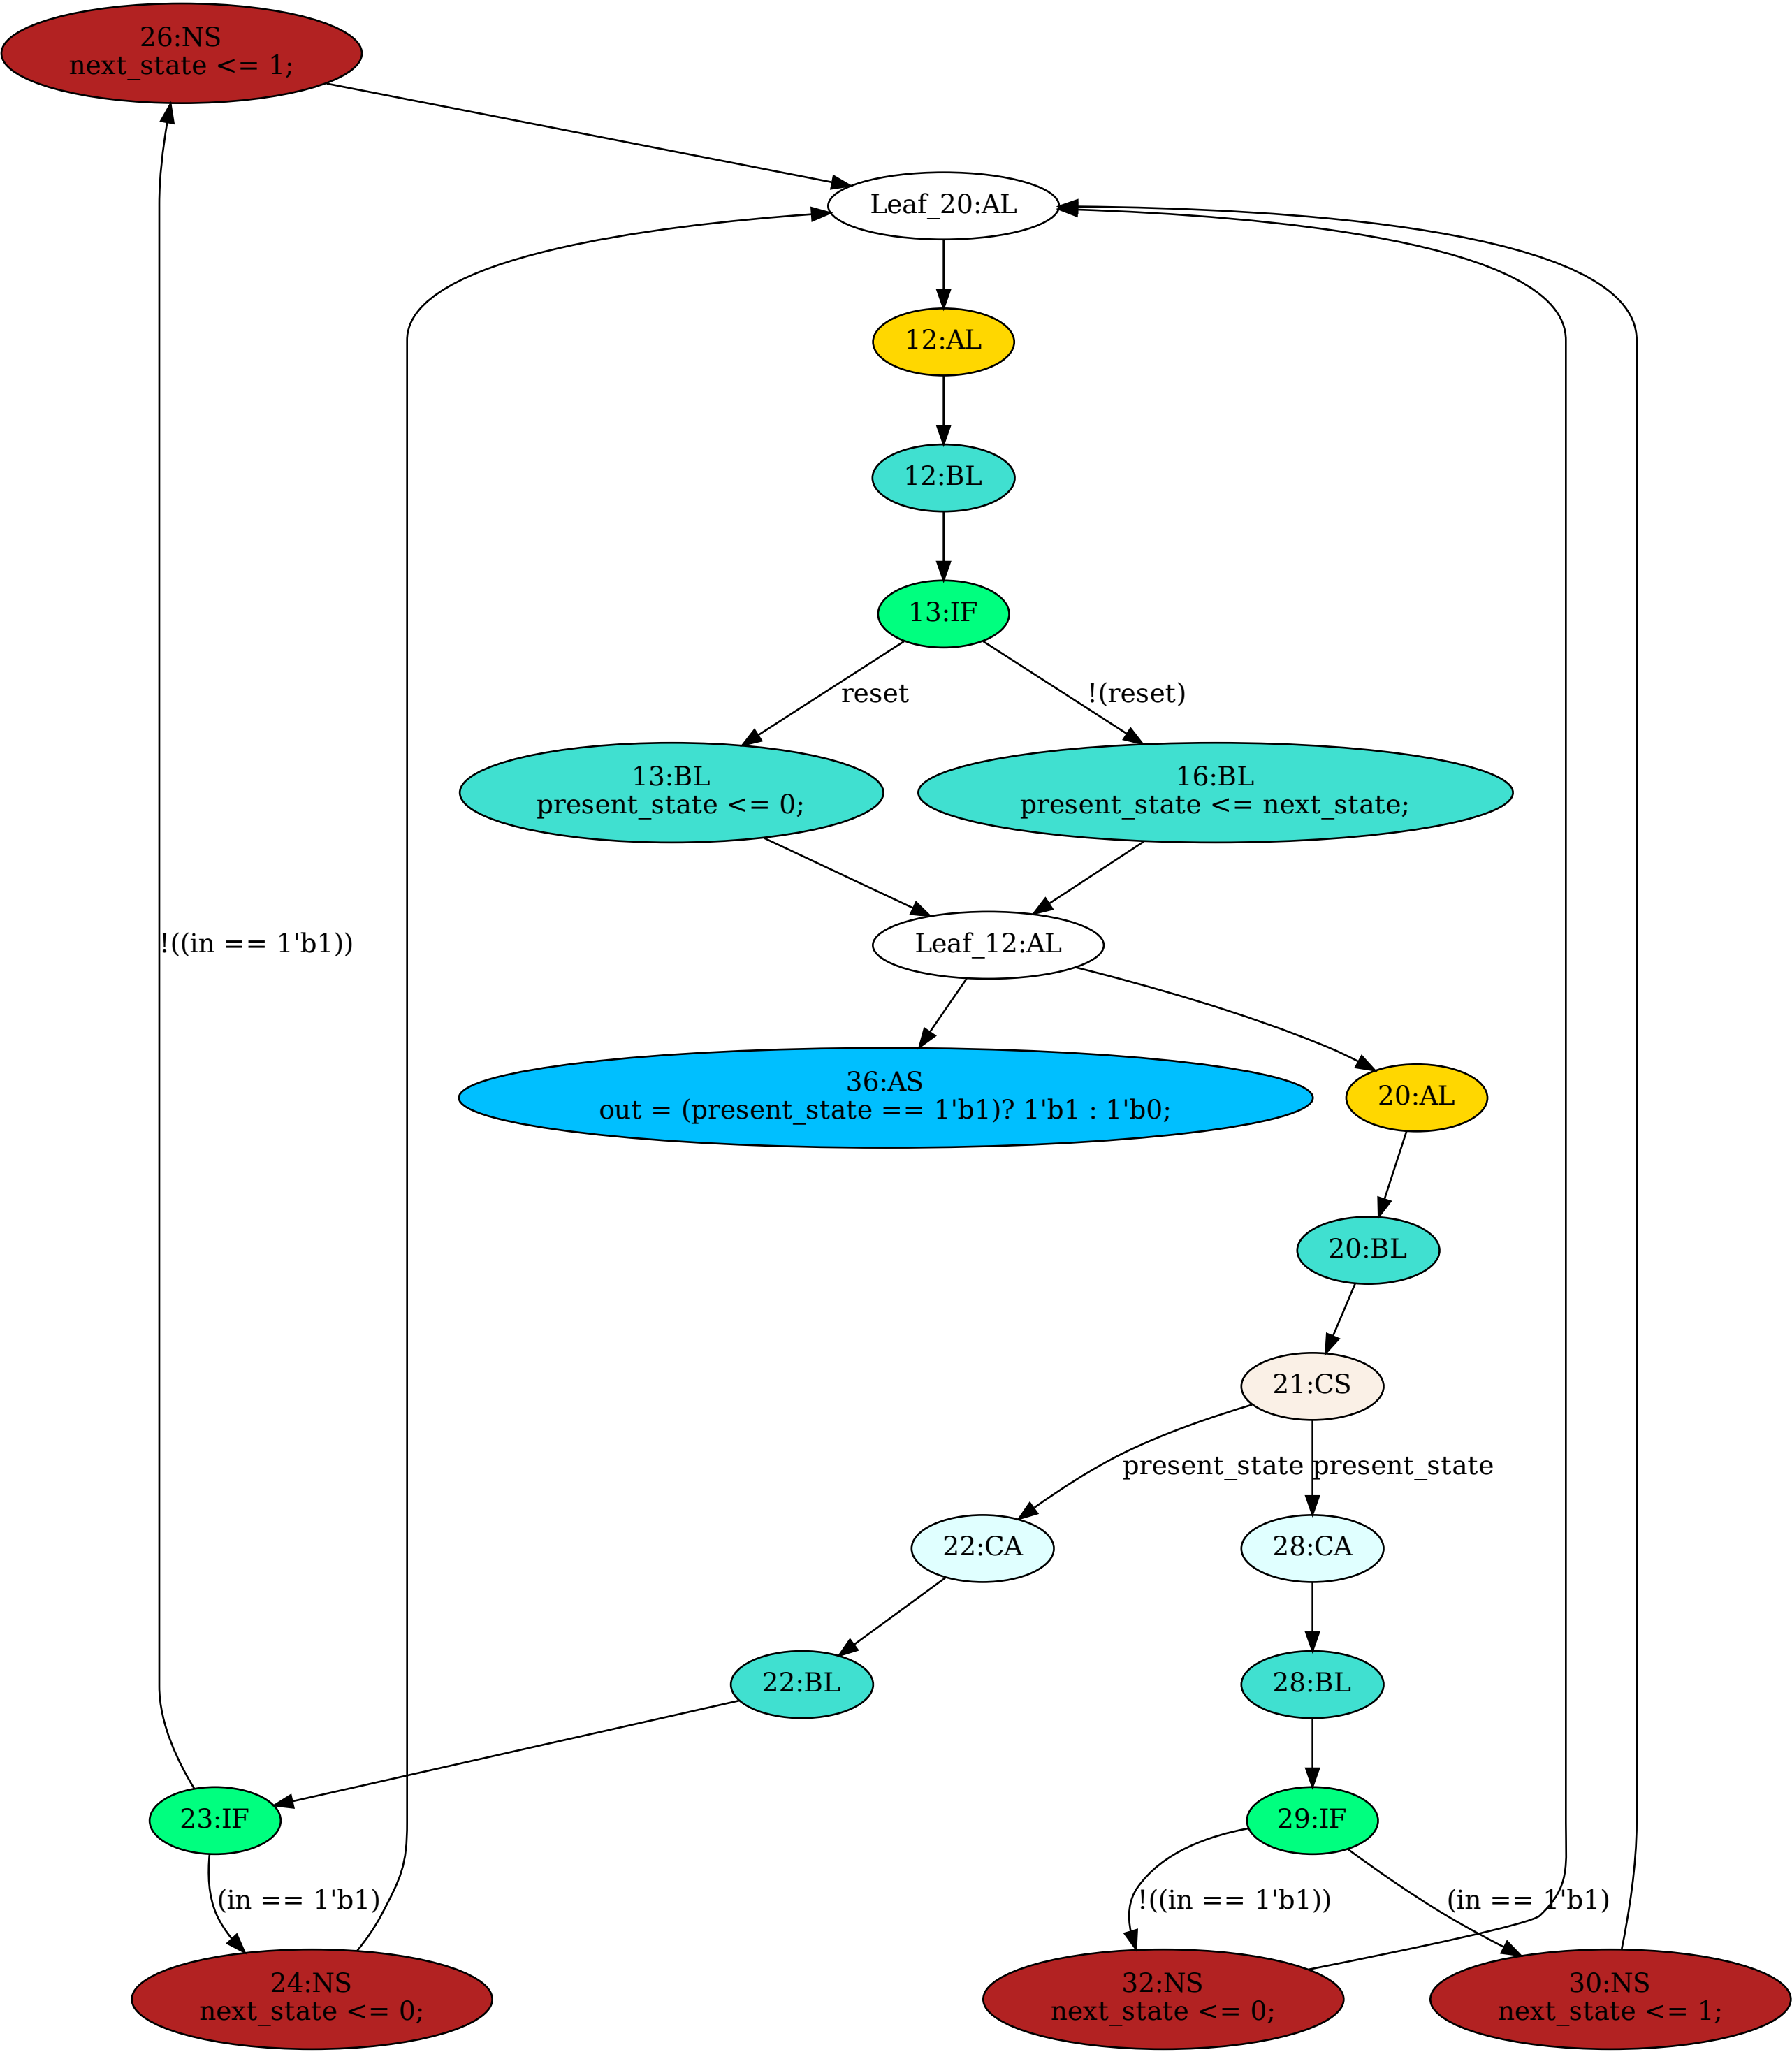 26:NS
next_state <= 1;
Leaf_20:AL
12:AL
12:BL
13:IF
reset
!(reset)
13:BL
present_state <= 0;
16:BL
present_state <= next_state;
!((in == 1'b1))
Leaf_12:AL
36:AS
out = (present_state == 1'b1)? 1'b1 : 1'b0;
20:AL
20:BL
21:CS
present_state
present_state
22:CA
28:CA
22:BL
28:BL
23:IF
29:IF
(in == 1'b1)
!((in == 1'b1))
(in == 1'b1)
24:NS
next_state <= 0;
32:NS
next_state <= 0;
30:NS
next_state <= 1;